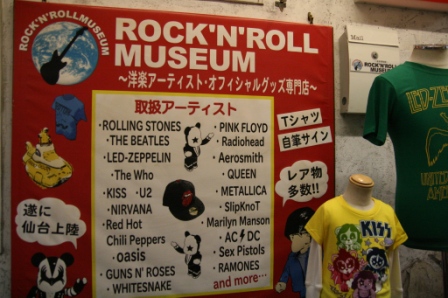 ROCK'N'ROLLMUSEUM
ROCK'N'ROLL
MUSEUM
~洋楽アーティスト・オフィシャルグッズ専門店~
取扱アーティスト
・ROLLING STONES
・THE BEATLES
・LED-ZEPPELIN
・The Who
・KISS ・U2
・NIRVANA
・Red Hot
Chili Peppers
・oasis
・GUNS N' ROSES
・WHITESNAKE
・PINK FLOYD
・Radiohead
・Aerosmith
・QUEEN
・METALLICA
・SlipKnoT
・Marilyn Manson
・AC⚡DC
・Sex Pistols
・RAMONES
and more…
Tシャツ
自筆サイン
レア物
多数!!
遂に
仙台上陸
Mail
ROCK'N'ROLL
MUSEUM
LED-ZE
UNITE
KISS